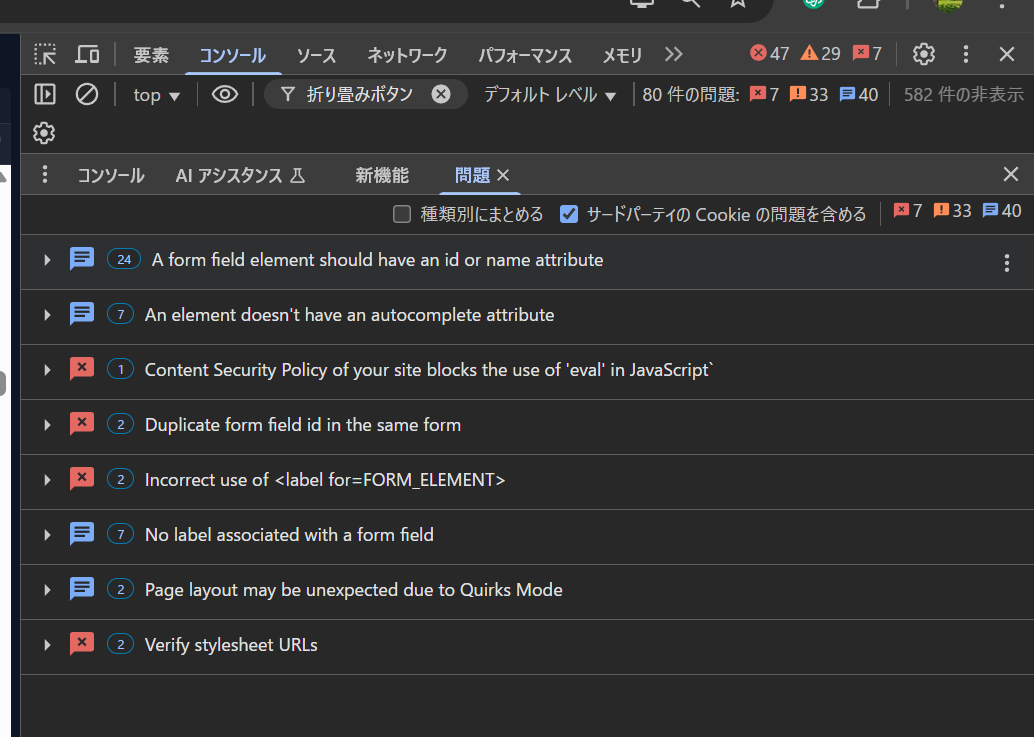 要素 コンソール ソース ネットワーク パフォーマンス メモリ 47 29 7
top 折り畳みボタン デフォルト レベル 80 件の問題: 7 33 40 582 件の非表示
コンソール AI アシスタンス 新機能 問題
種類別にまとめる サードパーティの Cookie の問題を含める 7 33 40
24 A form field element should have an id or name attribute
7 An element doesn't have an autocomplete attribute
1 Content Security Policy of your site blocks the use of 'eval' in JavaScript`
2 Duplicate form field id in the same form
2 Incorrect use of <label for=FORM_ELEMENT>
7 No label associated with a form field
2 Page layout may be unexpected due to Quirks Mode
2 Verify stylesheet URLs